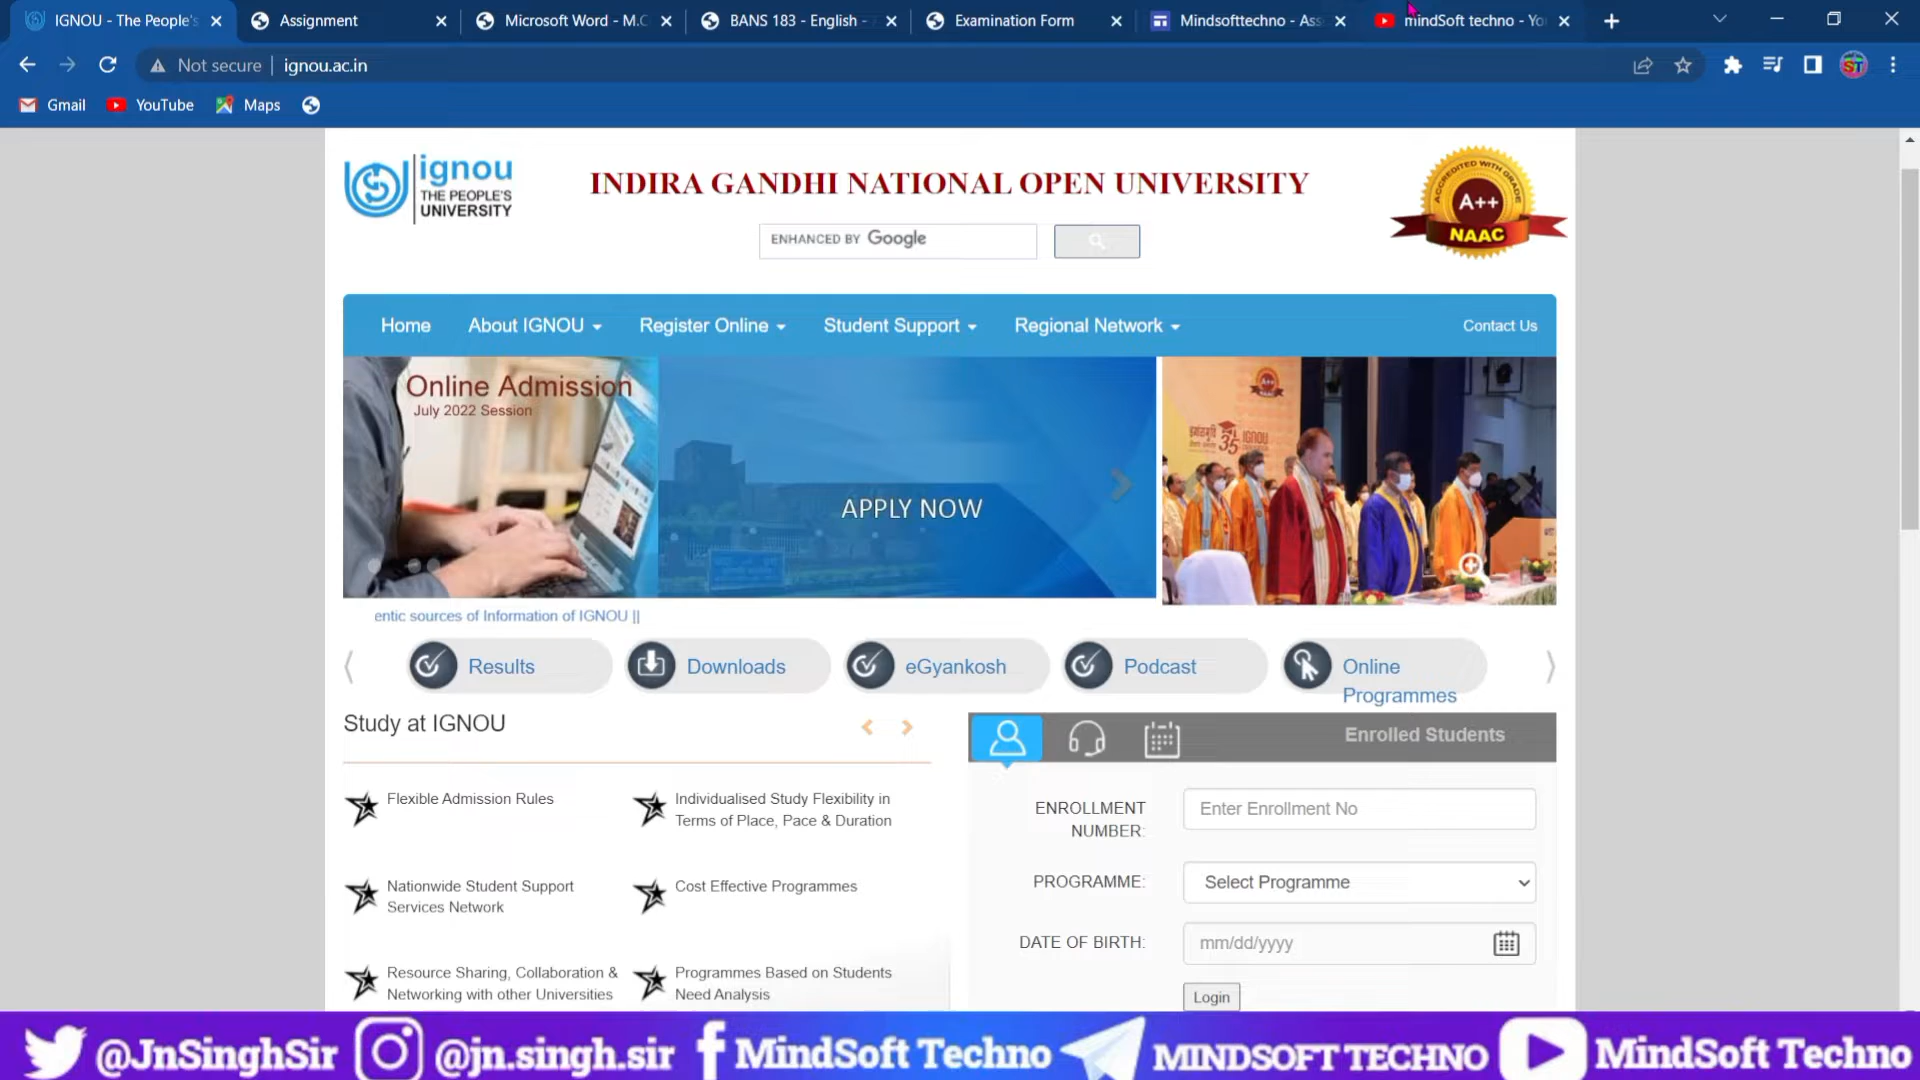 IGNOU - The People's
Assignment
Microsoft Word - M.C
BANS 183 - English -
Examination Form
Mindsofttechno - Ass
mindSoft techno - Yo
Not secure
ignou.ac.in
Gmail
YouTube
Maps
ST
ignou
THE PEOPLE'S
UNIVERSITY
INDIRA GANDHI NATIONAL OPEN UNIVERSITY
ENHANCED BY Google
ACCREDITED WITH GRADE
A++
NAAC
Home
About IGNOU
Register Online
Student Support
Regional Network
Contact Us
Online Admission
July 2022 Session
APPLY NOW
35
entic sources of Information of IGNOU ||
Results
Downloads
eGyankosh
Podcast
Online
Programmes
Study at IGNOU
Enrolled Students
Flexible Admission Rules
Individualised Study Flexibility in
Terms of Place, Pace & Duration
Nationwide Student Support
Services Network
Cost Effective Programmes
Resource Sharing, Collaboration &
Networking with other Universities
Programmes Based on Students
Need Analysis
ENROLLMENT
NUMBER:
Enter Enrollment No
PROGRAMME:
Select Programme
DATE OF BIRTH:
mm/dd/yyyy
Login
@JnSinghSir
@jn.singh.sir
MindSoft Techno
MINDSOFT TECHNO
MindSoft Techno